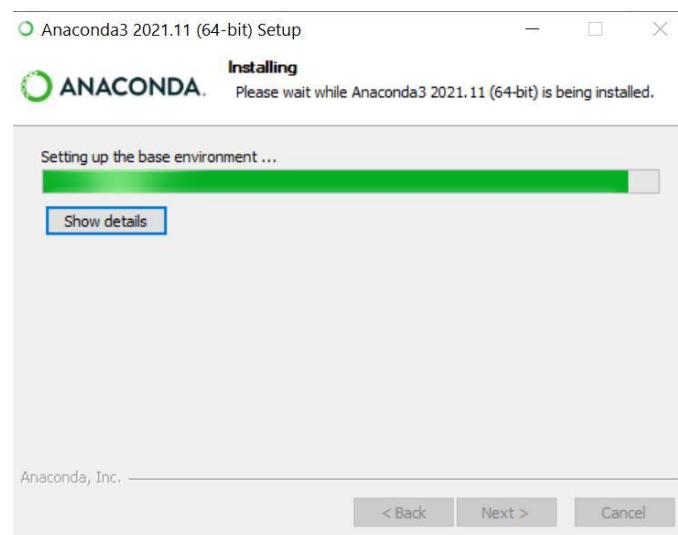 Anaconda3 2021.11 (64-bit) Setup
Installing
ANACONDA.
Please wait while Anaconda3 2021.11 (64-bit) is being installed.
Setting up the base environment ...
Show details
Anaconda, Inc.
< Back Next > Cancel